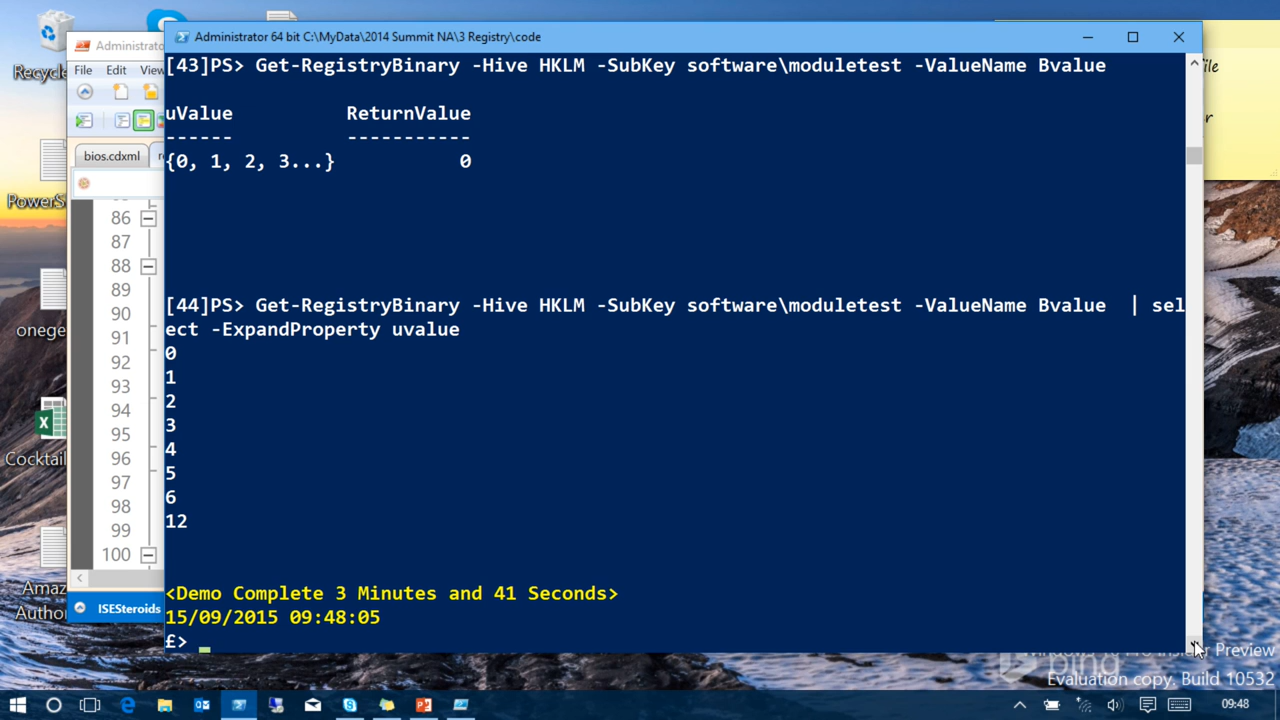 Recycle
PowerS
onege
Cocktail
Amaz
Autho
Administrato
File Edit View
bios.cdxml
86
87
88
89
90
91
92
93
94
95
96
97
98
99
100
ISESteroids
Administrator 64 bit C:\MyData\2014 Summit NA\3 Registry\code
[43]PS> Get-RegistryBinary -Hive HKLM -SubKey software\moduletest -ValueName Bvalue
uValue ReturnValue
------ -----------
{0, 1, 2, 3...} 0
[44]PS> Get-RegistryBinary -Hive HKLM -SubKey software\moduletest -ValueName Bvalue | sel
ect -ExpandProperty uvalue
0
1
2
3
4
5
6
12
<Demo Complete 3 Minutes and 41 Seconds>
15/09/2015 09:48:05
£>
ile
r
Preview
bing
Evaluation copy. Build 10532
09:48